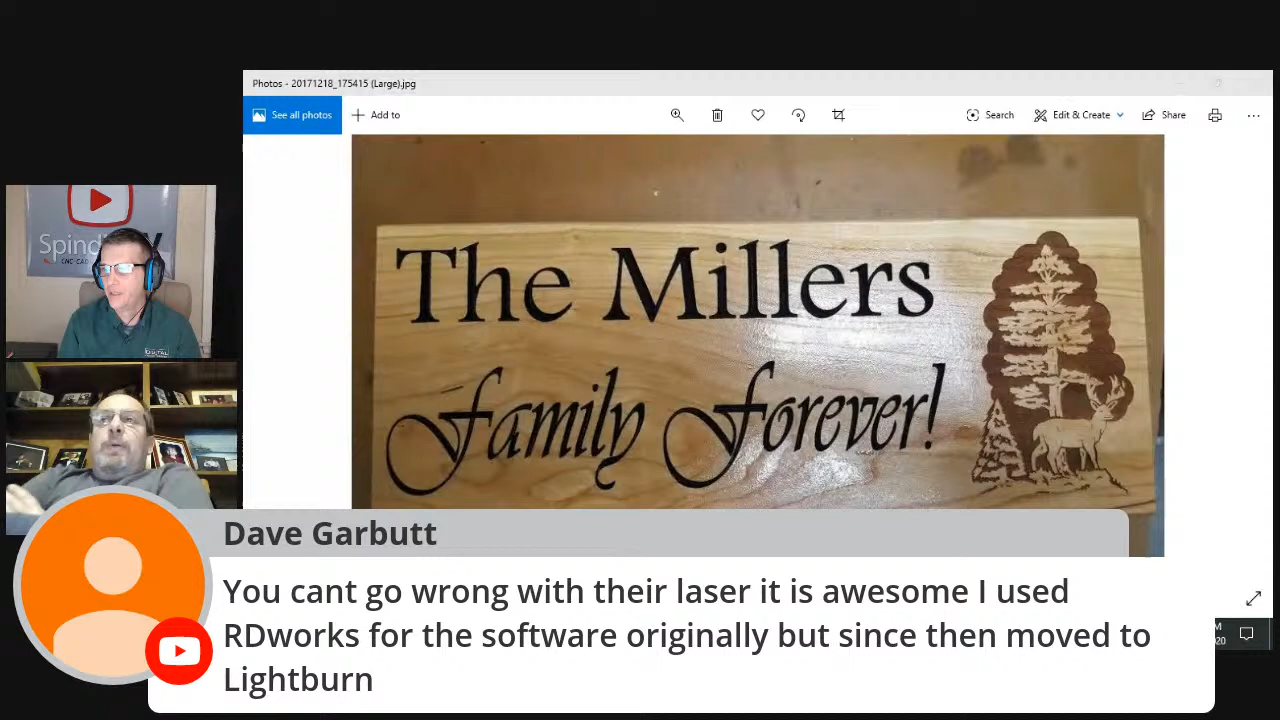 Photos - 20171218_175415 (Large).jpg
See all photos
Add to
Search
Edit & Create
Share
The Millers
Family Forever!
Dave Garbutt
You cant go wrong with their laser it is awesome I used
RDworks for the software originally but since then moved to
Lightburn